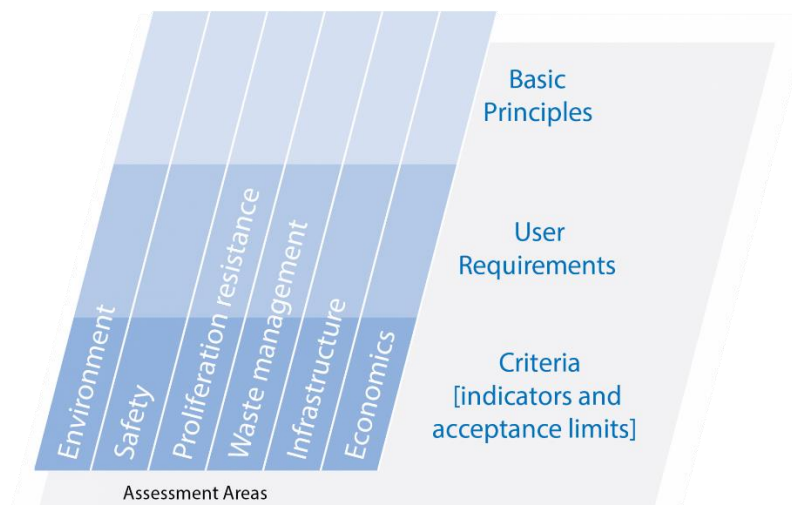 Basic
Principles
User
Requirements
Criteria
[indicators and
acceptance limits]
Environment
Safety
Proliferation resistance
Waste management
Infrastructure
Economics
Assessment Areas